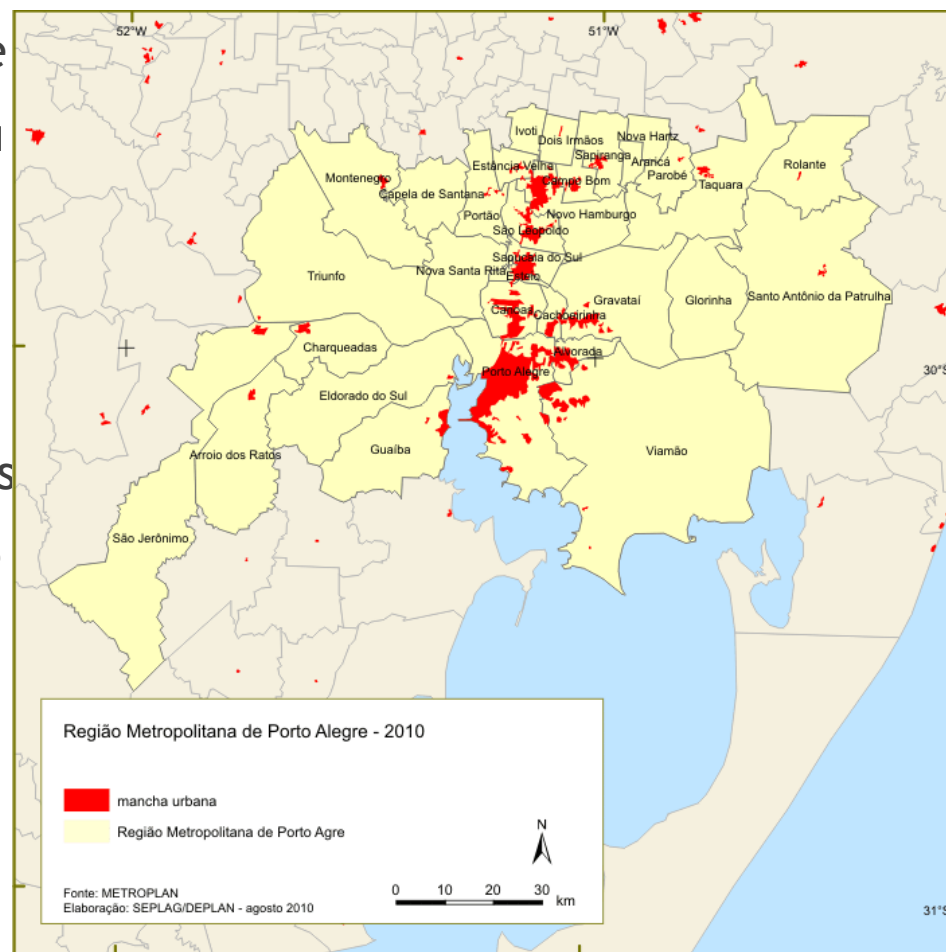 52°W
51°W
Ivoti
Dois Irmãos
Nova Hartz
Sapiranga
Estância Velha
Araricá
Rolante
Montenegro
Campo Bom
Parobé
Taquara
Capela de Santana
Portão
Novo Hamburgo
São Leopoldo
Sapucaia do Sul
Nova Santa Rita
Esteio
Triunfo
Gravataí
Glorinha
Santo Antônio da Patrulha
Canoas
Cachoeirinha
Charqueadas
Alvorada
Porto Alegre
30°S
Eldorado do Sul
Guaíba
Viamão
Arroio dos Ratos
São Jerônimo
Região Metropolitana de Porto Alegre - 2010
mancha urbana
Região Metropolitana de Porto Agre
N
Fonte: METROPLAN
Elaboração: SEPLAG/DEPLAN - agosto 2010
0 10 20 30 km
31°S